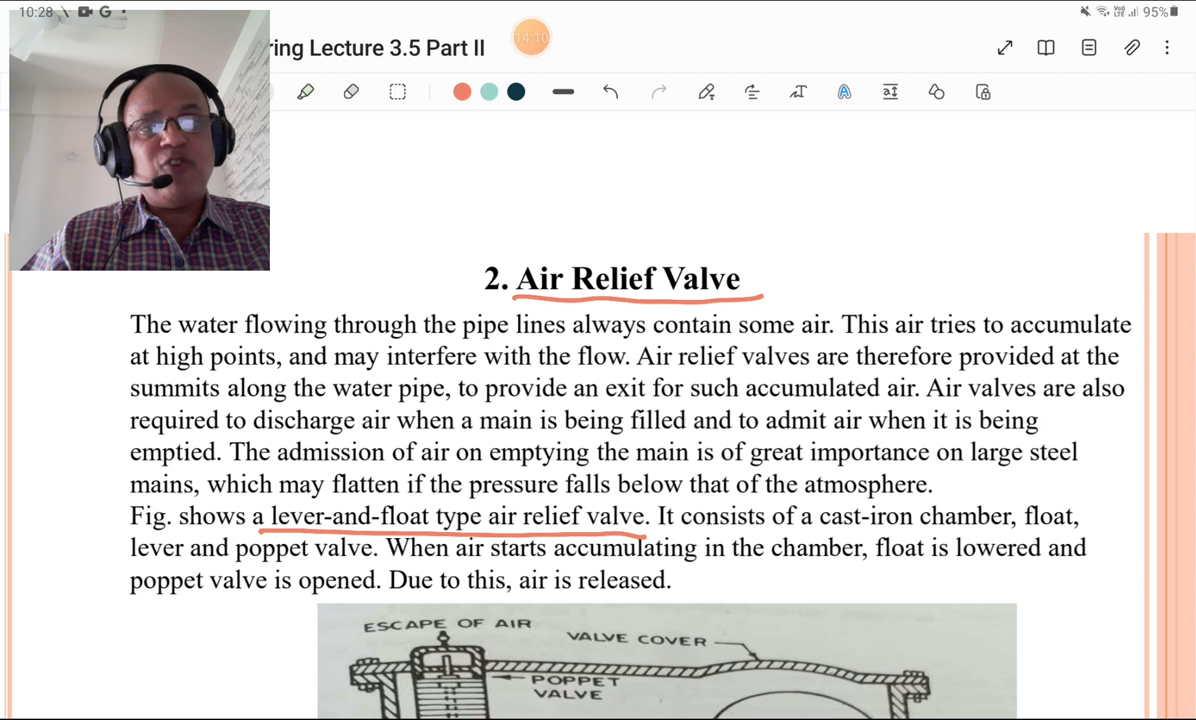 10:28 G 95%
ring Lecture 3.5 Part II
14:10
2. Air Relief Valve
The water flowing through the pipe lines always contain some air. This air tries to accumulate
at high points, and may interfere with the flow. Air relief valves are therefore provided at the
summits along the water pipe, to provide an exit for such accumulated air. Air valves are also
required to discharge air when a main is being filled and to admit air when it is being
emptied. The admission of air on emptying the main is of great importance on large steel
mains, which may flatten if the pressure falls below that of the atmosphere.
Fig. shows a lever-and-float type air relief valve. It consists of a cast-iron chamber, float,
lever and poppet valve. When air starts accumulating in the chamber, float is lowered and
poppet valve is opened. Due to this, air is released.
ESCAPE OF AIR
VALVE COVER
POPPET
VALVE